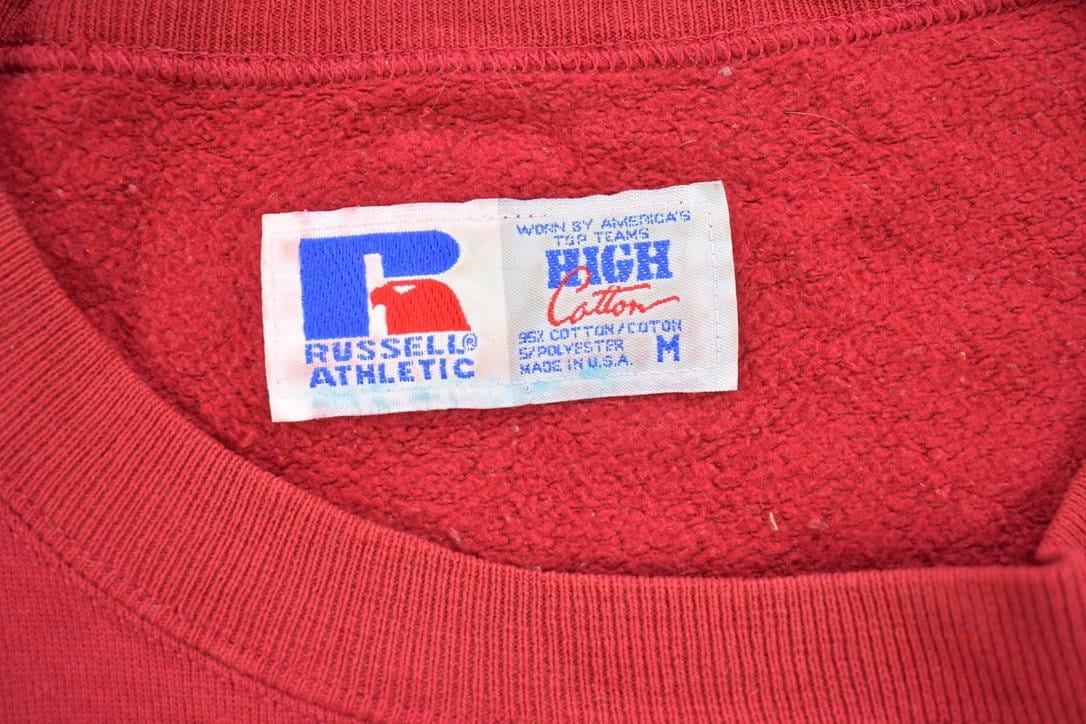 R
RUSSELL®
ATHLETIC
WORN BY AMERICA'S
TOP TEAMS
HIGH
Cotton
95% COTTON/COTON
5/POLYESTER
MADE IN U.S.A.
M